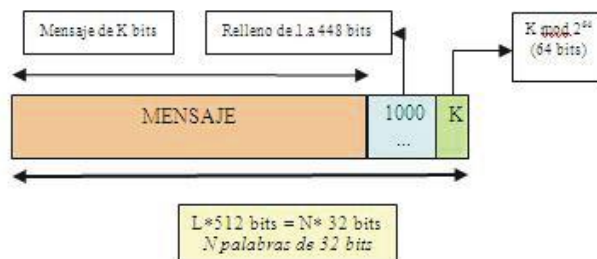 Mensaje de K bits
Relleno de 1 a 448 bits
K mod 2⁶⁴
(64 bits)
MENSAJE
1000
...
K
L*512 bits = N* 32 bits
N palabras de 32 bits